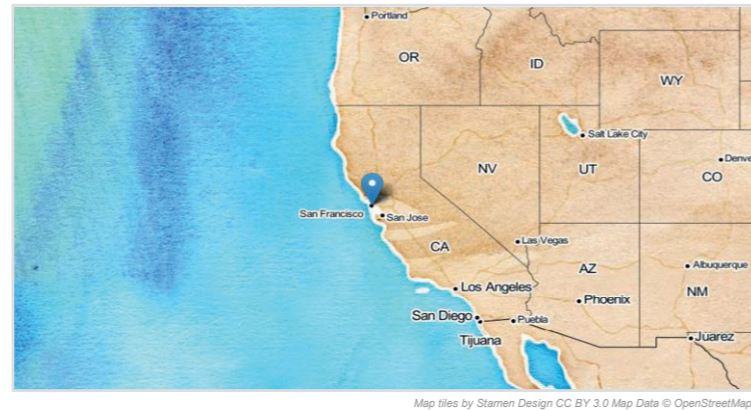 Portland
OR
ID
WY
Salt Lake City
Denve
NV
UT
CO
San Francisco
San Jose
CA
Las Vegas
AZ
Albuquerque
NM
Los Angeles
Phoenix
San Diego
Puebla
Tijuana
Juarez
Map tiles by Stamen Design CC BY 3.0 Map Data © OpenStreetMap